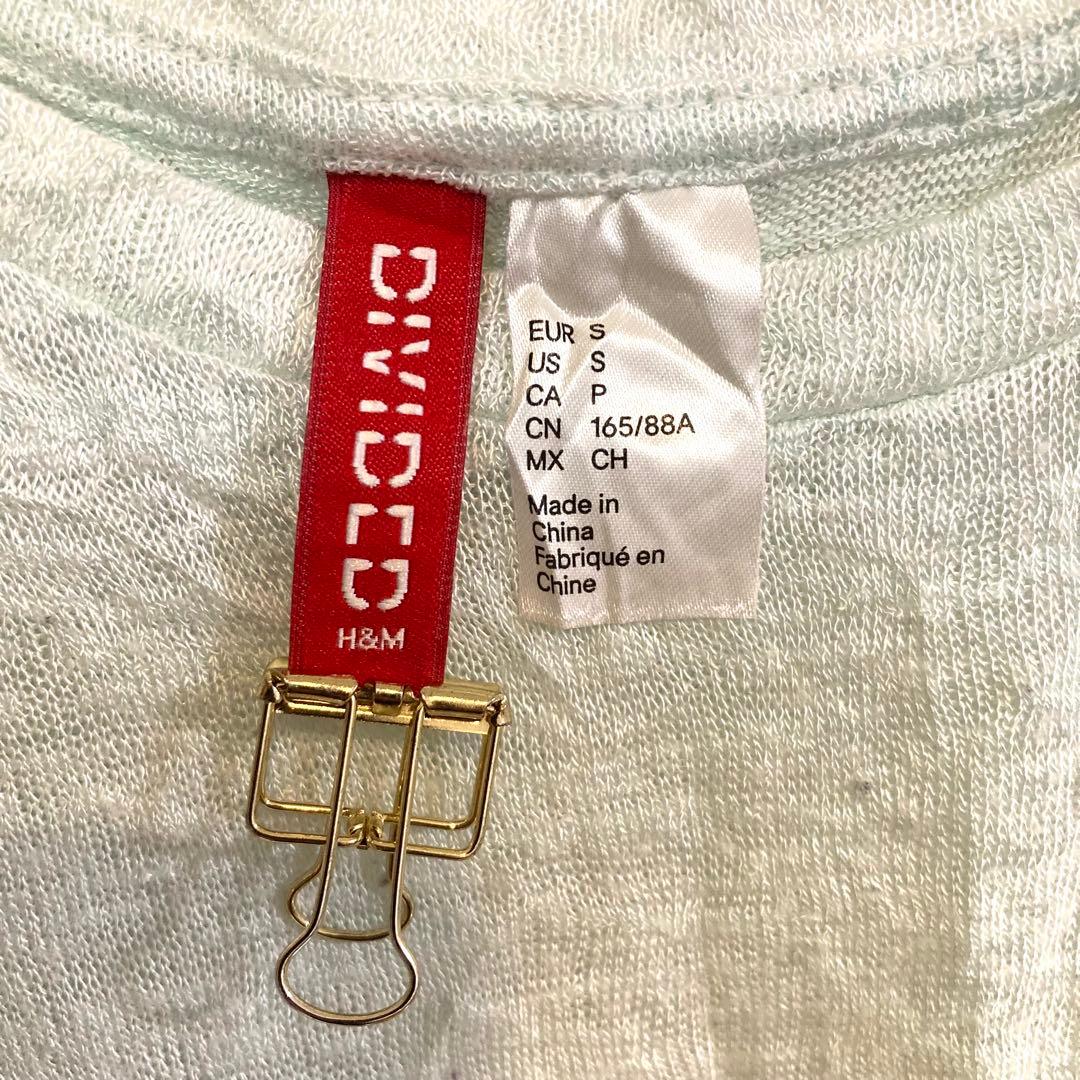 DIVIDED
H&M
EUR S
US S
CA P
CN 165/88A
MX CH
Made in
China
Fabriqué en
Chine